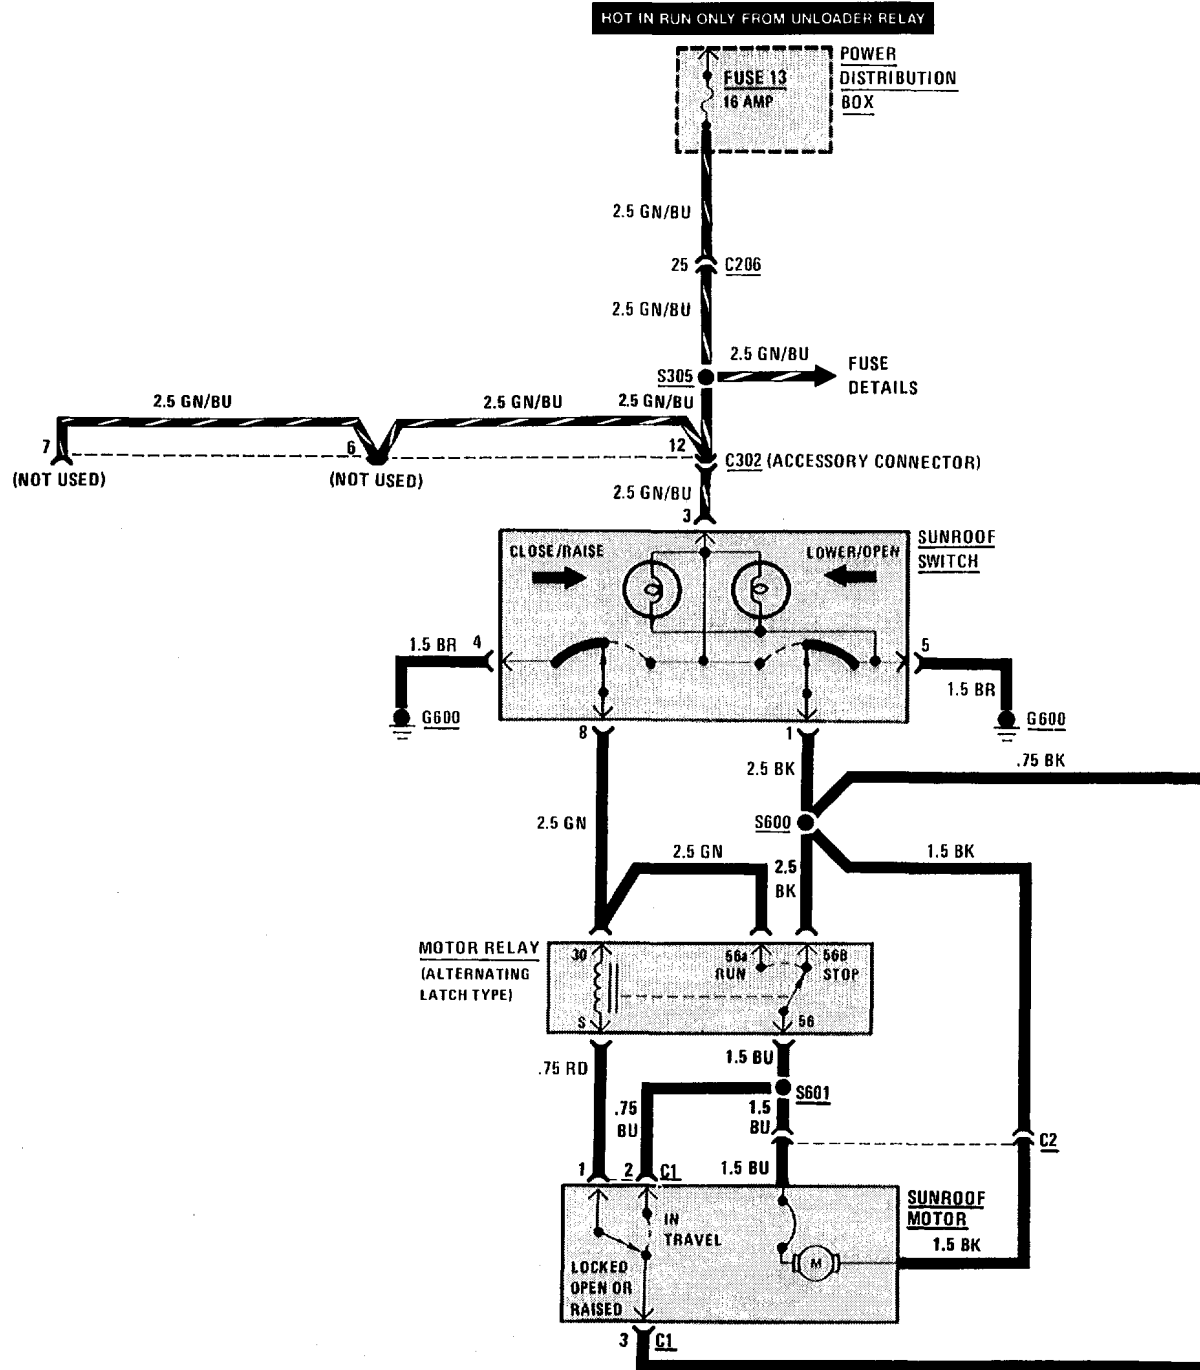 HOT IN RUN ONLY FROM UNLOADER RELAY
POWER
DISTRIBUTION
BOX
FUSE 13
16 AMP
2.5 GN/BU
25
C206
2.5 GN/BU
S305
2.5 GN/BU
FUSE
DETAILS
2.5 GN/BU
2.5 GN/BU
2.5 GN/BU
7
6
12
(NOT USED)
(NOT USED)
C302 (ACCESSORY CONNECTOR)
2.5 GN/BU
3
CLOSE/RAISE
LOWER/OPEN
SUNROOF
SWITCH
1.5 BR
4
5
1.5 BR
G600
G600
8
1
2.5 BK
.75 BK
2.5 GN
S600
2.5 GN
2.5
BK
1.5 BK
MOTOR RELAY
(ALTERNATING
LATCH TYPE)
30
56a
RUN
56B
STOP
S
56
.75 RD
1.5 BU
S601
.75
BU
1.5
BU
C2
1
2
C1
1.5 BU
SUNROOF
MOTOR
IN
TRAVEL
1.5 BK
M
LOCKED
OPEN OR
RAISED
3
C1